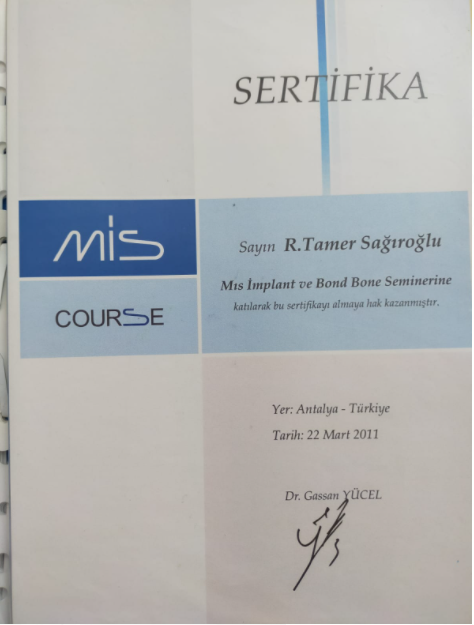 SERTİFİKA
mis
COURSE
Sayın R.Tamer Sağıroğlu
Mıs İmplant ve Bond Bone Seminerine
katılarak bu sertifikayı almaya hak kazanmıştır.
Yer: Antalya - Türkiye
Tarih: 22 Mart 2011
Dr. Gassan YÜCEL